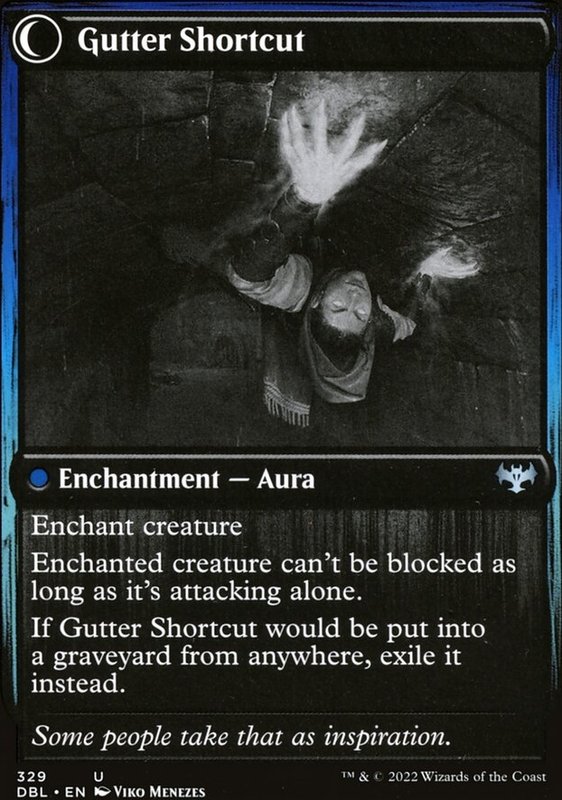 Gutter Shortcut
Enchantment — Aura
Enchant creature
Enchanted creature can't be blocked as
long as it's attacking alone.
If Gutter Shortcut would be put into
a graveyard from anywhere, exile it
instead.
Some people take that as inspiration.
329 U
DBL • EN Viko Menezes
™ & © 2022 Wizards of the Coast